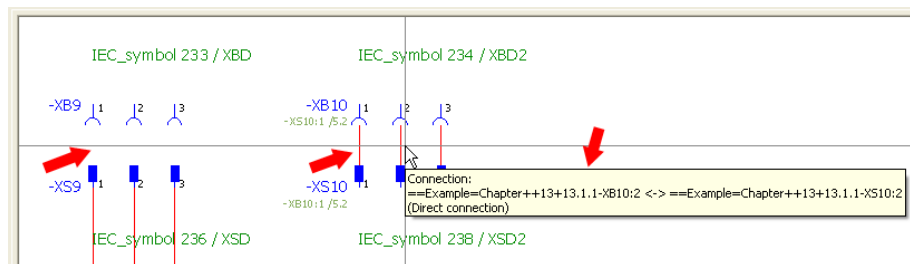 IEC_symbol 233 / XBD IEC_symbol 234 / XBD2
-XB9 1 2 3 -XB10 1 2 3
-XS10:1 /5.2
-XS9 1 2 3 -XS10 1
-XB10:1 /5.2
Connection:
==Example=Chapter++13+13.1.1-XB10:2 <-> ==Example=Chapter++13+13.1.1-XS10:2
(Direct connection)
IEC_symbol 236 / XSD IEC_symbol 238 / XSD2